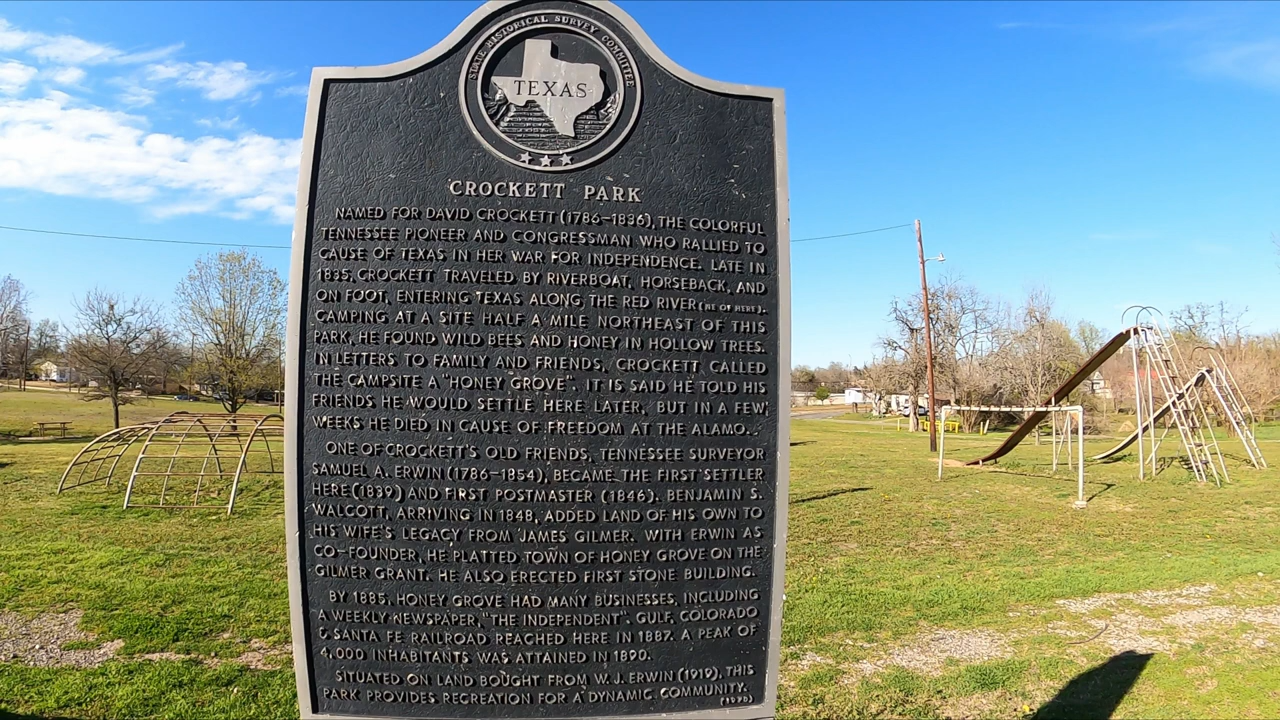 STATE HISTORICAL SURVEY COMMITTEE
TEXAS
CROCKETT PARK
NAMED FOR DAVID CROCKETT (1786–1836), THE COLORFUL
TENNESSEE PIONEER AND CONGRESSMAN WHO RALLIED TO
CAUSE OF TEXAS IN HER WAR FOR INDEPENDENCE. LATE IN
1835, CROCKETT TRAVELED BY RIVERBOAT, HORSEBACK, AND
ON FOOT, ENTERING TEXAS ALONG THE RED RIVER (NE OF HERE).
CAMPING AT A SITE HALF A MILE NORTHEAST OF THIS
PARK, HE FOUND WILD BEES AND HONEY IN HOLLOW TREES.
IN LETTERS TO FAMILY AND FRIENDS, CROCKETT CALLED
THE CAMPSITE A "HONEY GROVE". IT IS SAID HE TOLD HIS
FRIENDS HE WOULD SETTLE HERE LATER, BUT IN A FEW
WEEKS HE DIED IN CAUSE OF FREEDOM AT THE ALAMO.
ONE OF CROCKETT'S OLD FRIENDS, TENNESSEE SURVEYOR
SAMUEL A. ERWIN (1786–1854), BECAME THE FIRST SETTLER
HERE (1839) AND FIRST POSTMASTER (1846). BENJAMIN S.
WALCOTT, ARRIVING IN 1848, ADDED LAND OF HIS OWN TO
HIS WIFE'S LEGACY FROM JAMES GILMER. WITH ERWIN AS
CO-FOUNDER, HE PLATTED TOWN OF HONEY GROVE ON THE
GILMER GRANT. HE ALSO ERECTED FIRST STONE BUILDING.
BY 1885, HONEY GROVE HAD MANY BUSINESSES, INCLUDING
A WEEKLY NEWSPAPER, "THE INDEPENDENT". GULF, COLORADO
& SANTA FE RAILROAD REACHED HERE IN 1887. A PEAK OF
4,000 INHABITANTS WAS ATTAINED IN 1890.
SITUATED ON LAND BOUGHT FROM W. J. ERWIN (1919), THIS
PARK PROVIDES RECREATION FOR A DYNAMIC COMMUNITY.
(1970)